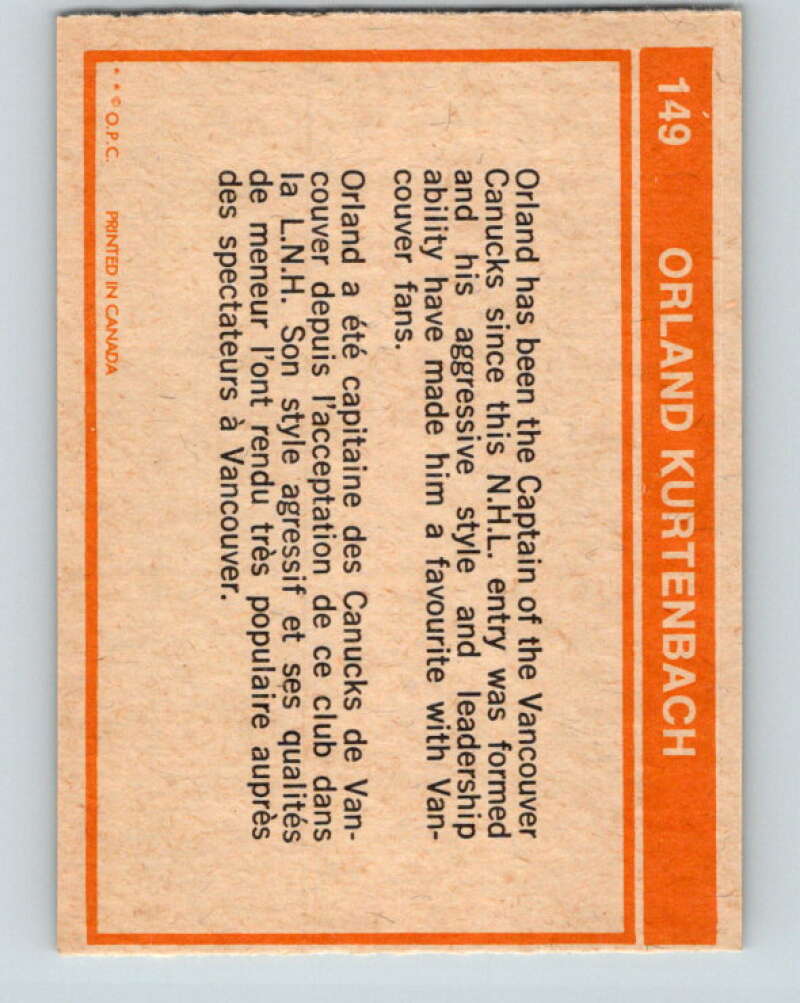 149 ORLAND KURTENBACH
Orland has been the Captain of the Vancouver
Canucks since this N.H.L. entry was formed
and his aggressive style and leadership
ability have made him a favourite with Van-
couver fans.
Orland a été capitaine des Canucks de Van-
couver depuis l'acceptation de ce club dans
la L.N.H. Son style agressif et ses qualités
de meneur l'ont rendu très populaire auprès
des spectateurs à Vancouver.
* * © O.P.C. PRINTED IN CANADA